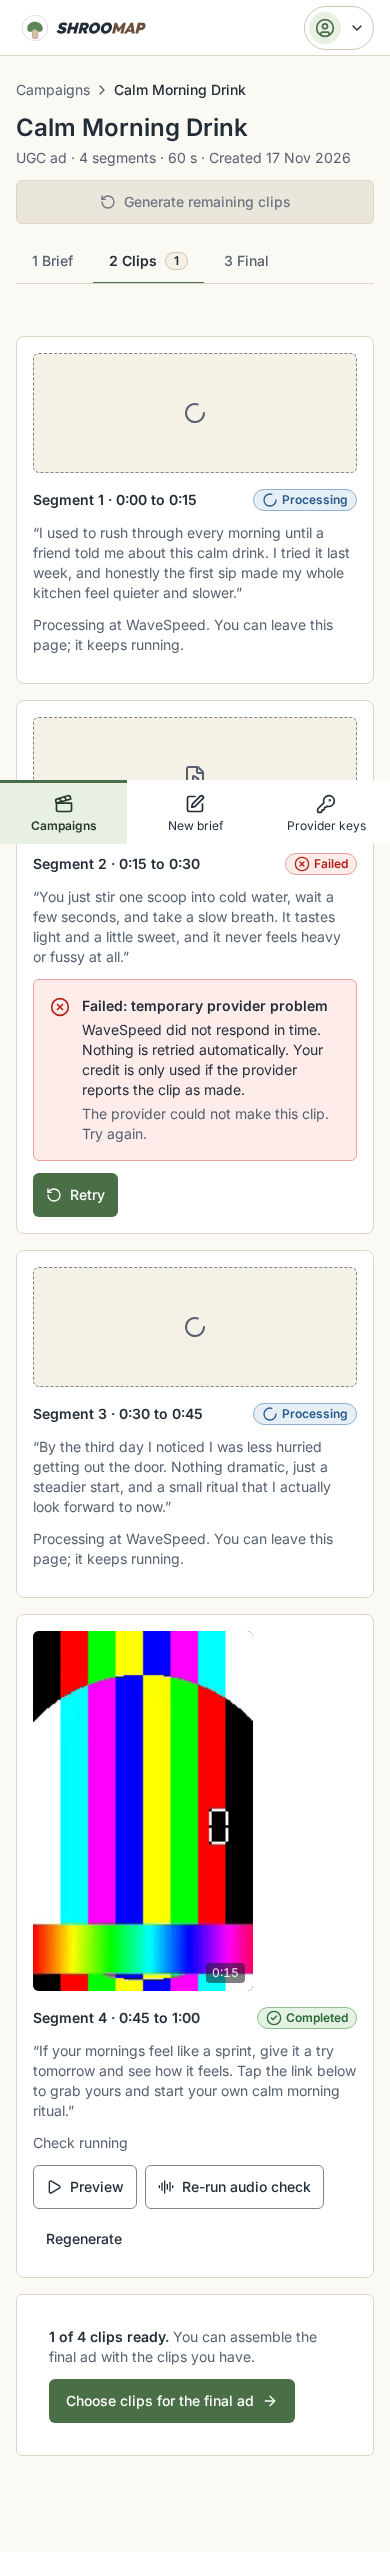 SHROOMAP
Campaigns > Calm Morning Drink
Calm Morning Drink
UGC ad · 4 segments · 60 s · Created 17 Nov 2026
Generate remaining clips
1 Brief
2 Clips 1
3 Final
Segment 1 · 0:00 to 0:15
Processing
“I used to rush through every morning until a
friend told me about this calm drink. I tried it last
week, and honestly the first sip made my whole
kitchen feel quieter and slower.”
Processing at WaveSpeed. You can leave this
page; it keeps running.
Campaigns
New brief
Provider keys
Segment 2 · 0:15 to 0:30
Failed
“You just stir one scoop into cold water, wait a
few seconds, and take a slow breath. It tastes
light and a little sweet, and it never feels heavy
or fussy at all.”
Failed: temporary provider problem
WaveSpeed did not respond in time.
Nothing is retried automatically. Your
credit is only used if the provider
reports the clip as made.
The provider could not make this clip.
Try again.
Retry
Segment 3 · 0:30 to 0:45
Processing
“By the third day I noticed I was less hurried
getting out the door. Nothing dramatic, just a
steadier start, and a small ritual that I actually
look forward to now.”
Processing at WaveSpeed. You can leave this
page; it keeps running.
0
0:15
Segment 4 · 0:45 to 1:00
Completed
“If your mornings feel like a sprint, give it a try
tomorrow and see how it feels. Tap the link below
to grab yours and start your own calm morning
ritual.”
Check running
Preview
Re-run audio check
Regenerate
1 of 4 clips ready. You can assemble the
final ad with the clips you have.
Choose clips for the final ad